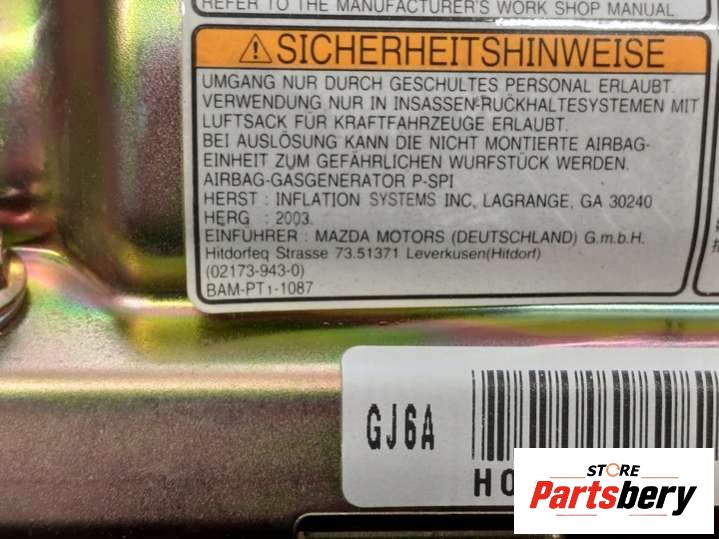 REFER TO THE MANUFACTURER'S WORK SHOP MANUAL
⚠SICHERHEITSHINWEISE
UMGANG NUR DURCH GESCHULTES PERSONAL ERLAUBT.
VERWENDUNG NUR IN INSASSEN-RUCKHALTESYSTEMEN MIT
LUFTSACK FÜR KRAFTFAHRZEUGE ERLAUBT.
BEI AUSLÖSUNG KANN DIE NICHT MONTIERTE AIRBAG-
EINHEIT ZUM GEFÄHRLICHEN WURFSTÜCK WERDEN.
AIRBAG-GASGENERATOR P-SPI
HERST : INFLATION SYSTEMS INC, LAGRANGE, GA 30240
HERG : 2003.
EINFUHRER : MAZDA MOTORS (DEUTSCHLAND) G.m.b.H.
Hitdorfeq Strasse 73.51371 Leverkusen(Hitdorf)
(02173-943-0)
BAM-PT1-1087
GJ6A
HO
STORE
Partsbery